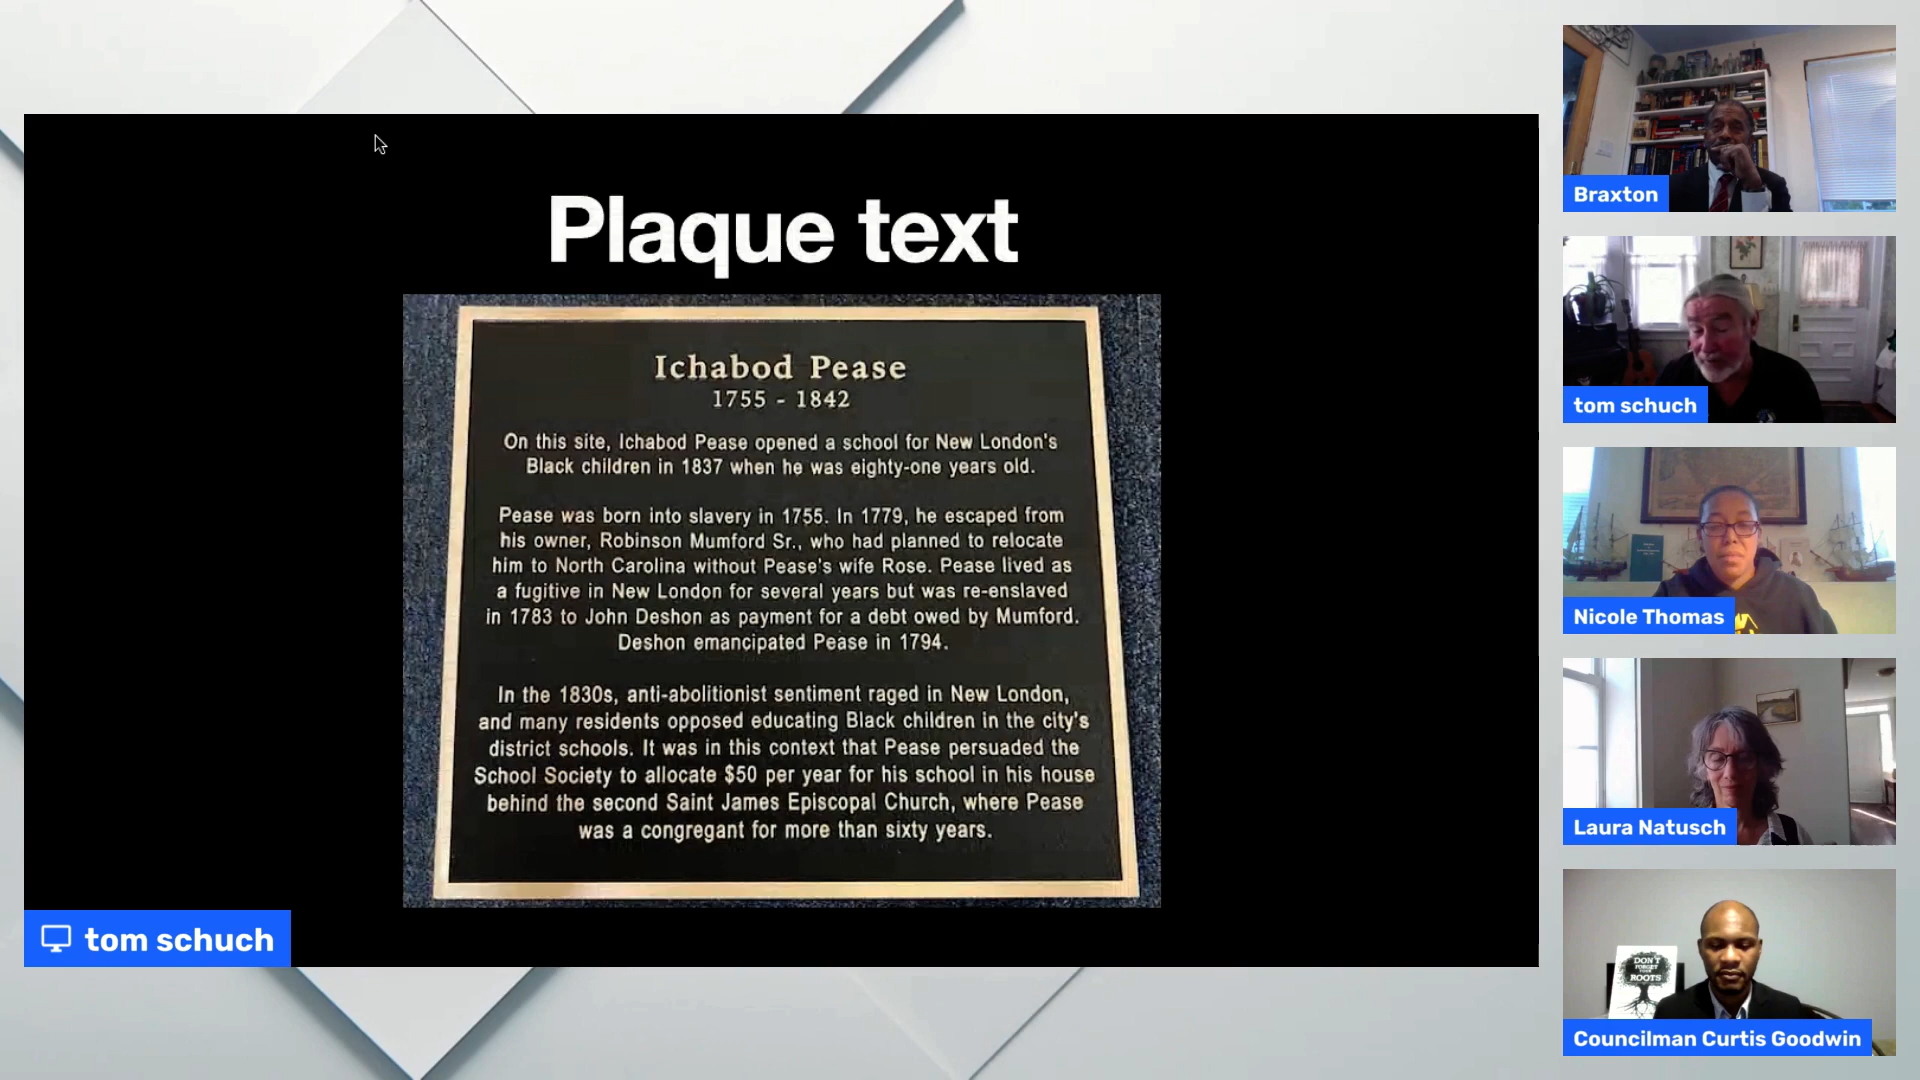 Plaque text
Ichabod Pease
1755 - 1842
On this site, Ichabod Pease opened a school for New London's
Black children in 1837 when he was eighty-one years old.
Pease was born into slavery in 1755. In 1779, he escaped from
his owner, Robinson Mumford Sr., who had planned to relocate
him to North Carolina without Pease's wife Rose. Pease lived as
a fugitive in New London for several years but was re-enslaved
in 1783 to John Deshon as payment for a debt owed by Mumford.
Deshon emancipated Pease in 1794.
In the 1830s, anti-abolitionist sentiment raged in New London,
and many residents opposed educating Black children in the city's
district schools. It was in this context that Pease persuaded the
School Society to allocate $50 per year for his school in his house
behind the second Saint James Episcopal Church, where Pease
was a congregant for more than sixty years.
tom schuch
Braxton
tom schuch
Nicole Thomas
Laura Natusch
DON'T
FORGET
YOUR
ROOTS
Councilman Curtis Goodwin